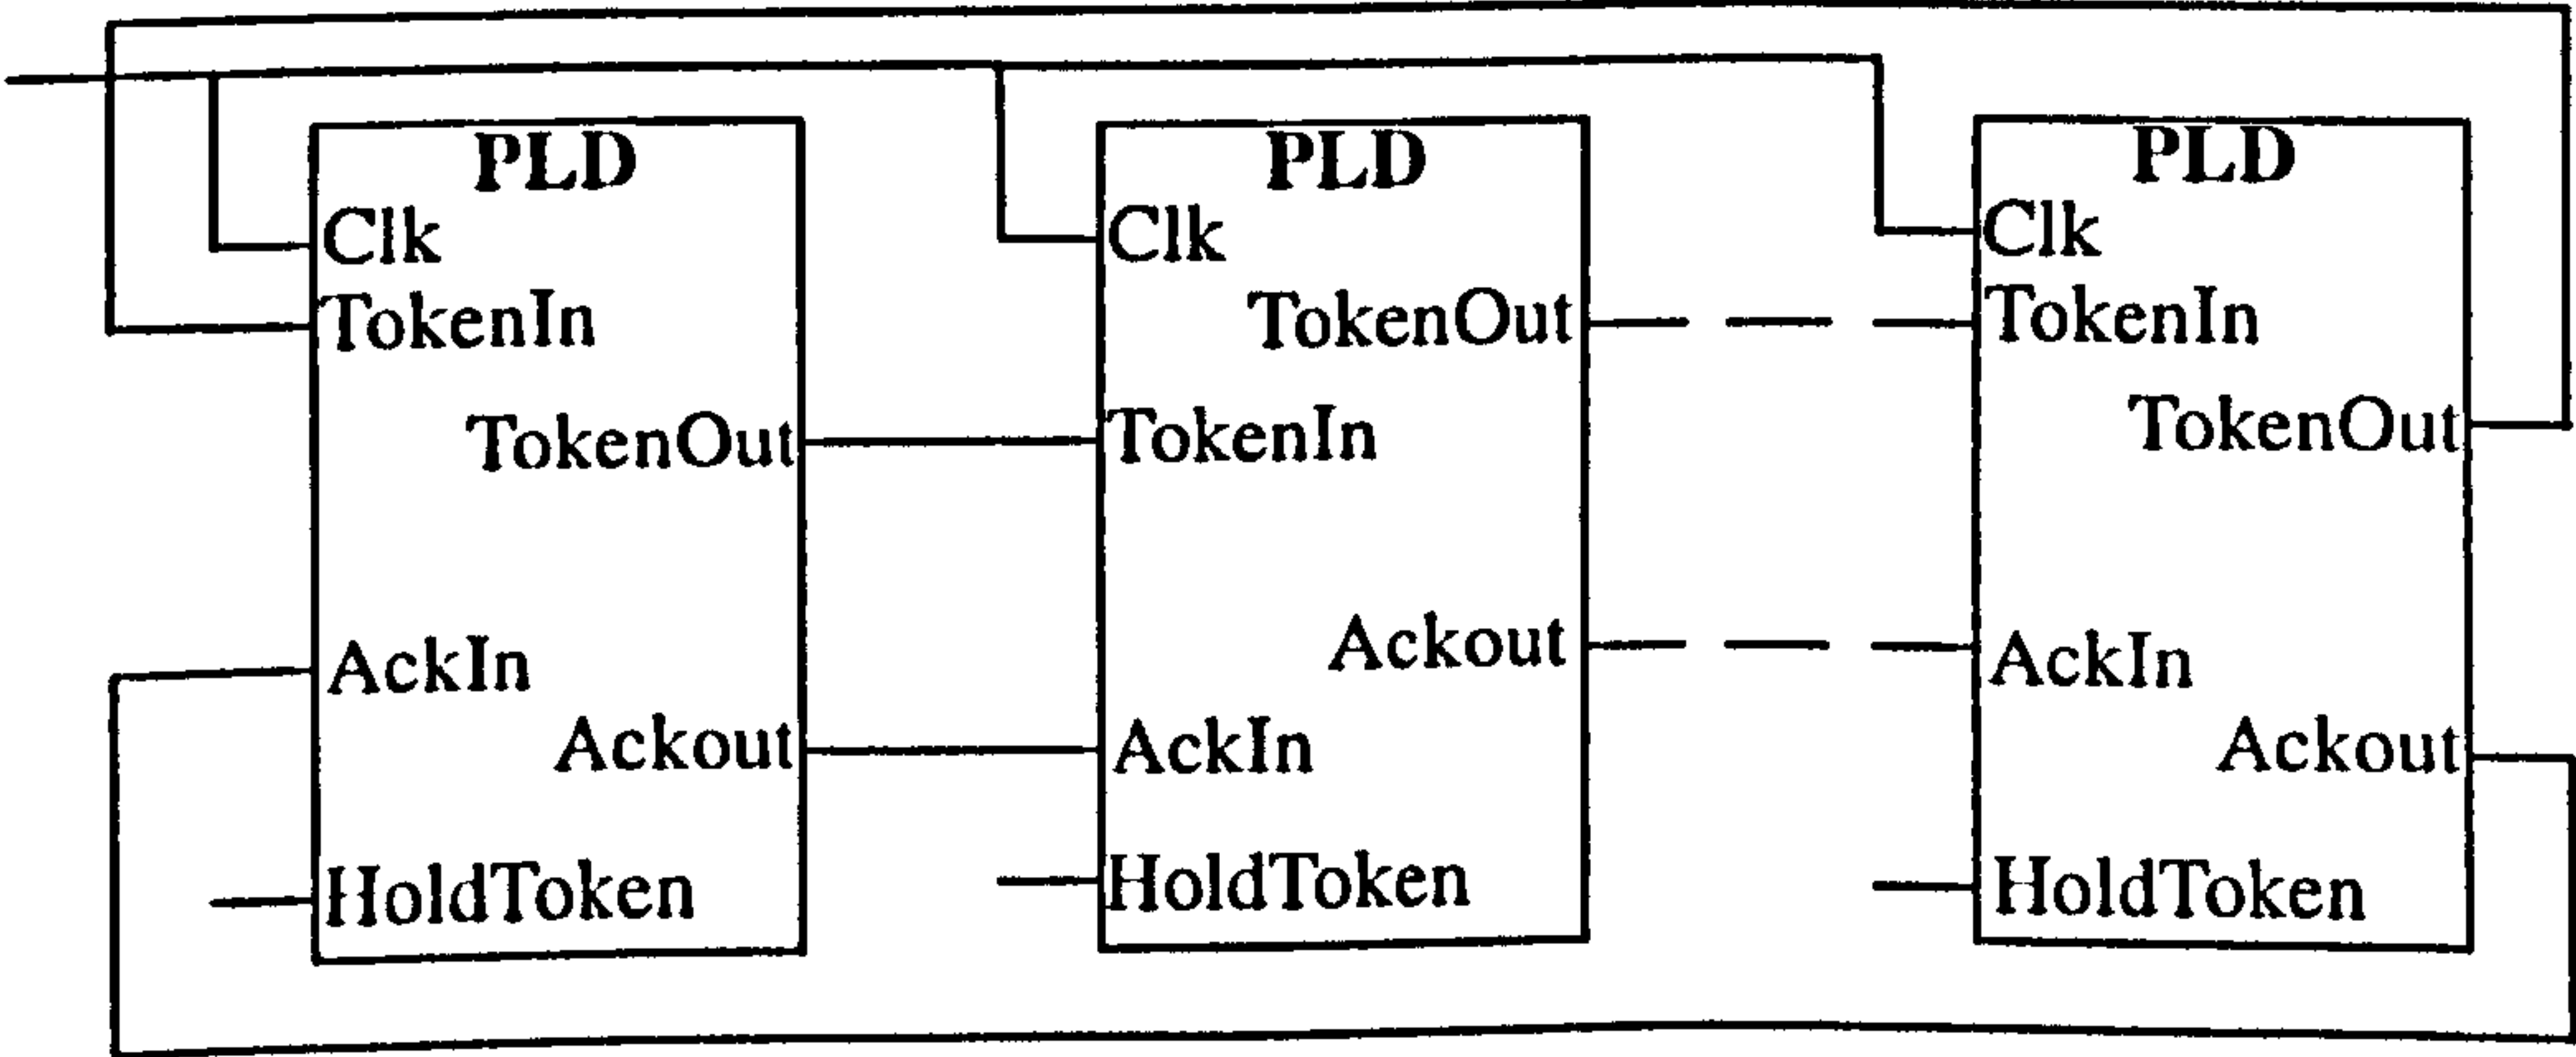 PLD
Clk
TokenIn
TokenOut
AckIn
Ackout
HoldToken
PLD
Clk
TokenOut
TokenIn
Ackout
AckIn
HoldToken
PLD
Clk
TokenIn
TokenOut
AckIn
Ackout
HoldToken